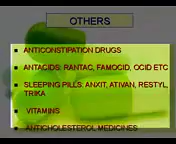 OTHERS
ANTICONSTIPATION DRUGS
ANTACIDS: RANTAC, FAMOCID, OCID ETC
SLEEPING PILLS: ANXIT, ATIVAN, RESTYL,
TRIKA
VITAMINS
ANTICHOLESTEROL MEDICINES